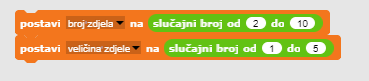 postavi broj zdjela na slučajni broj od 2 do 10
postavi veličina zdjele na slučajni broj od 1 do 5